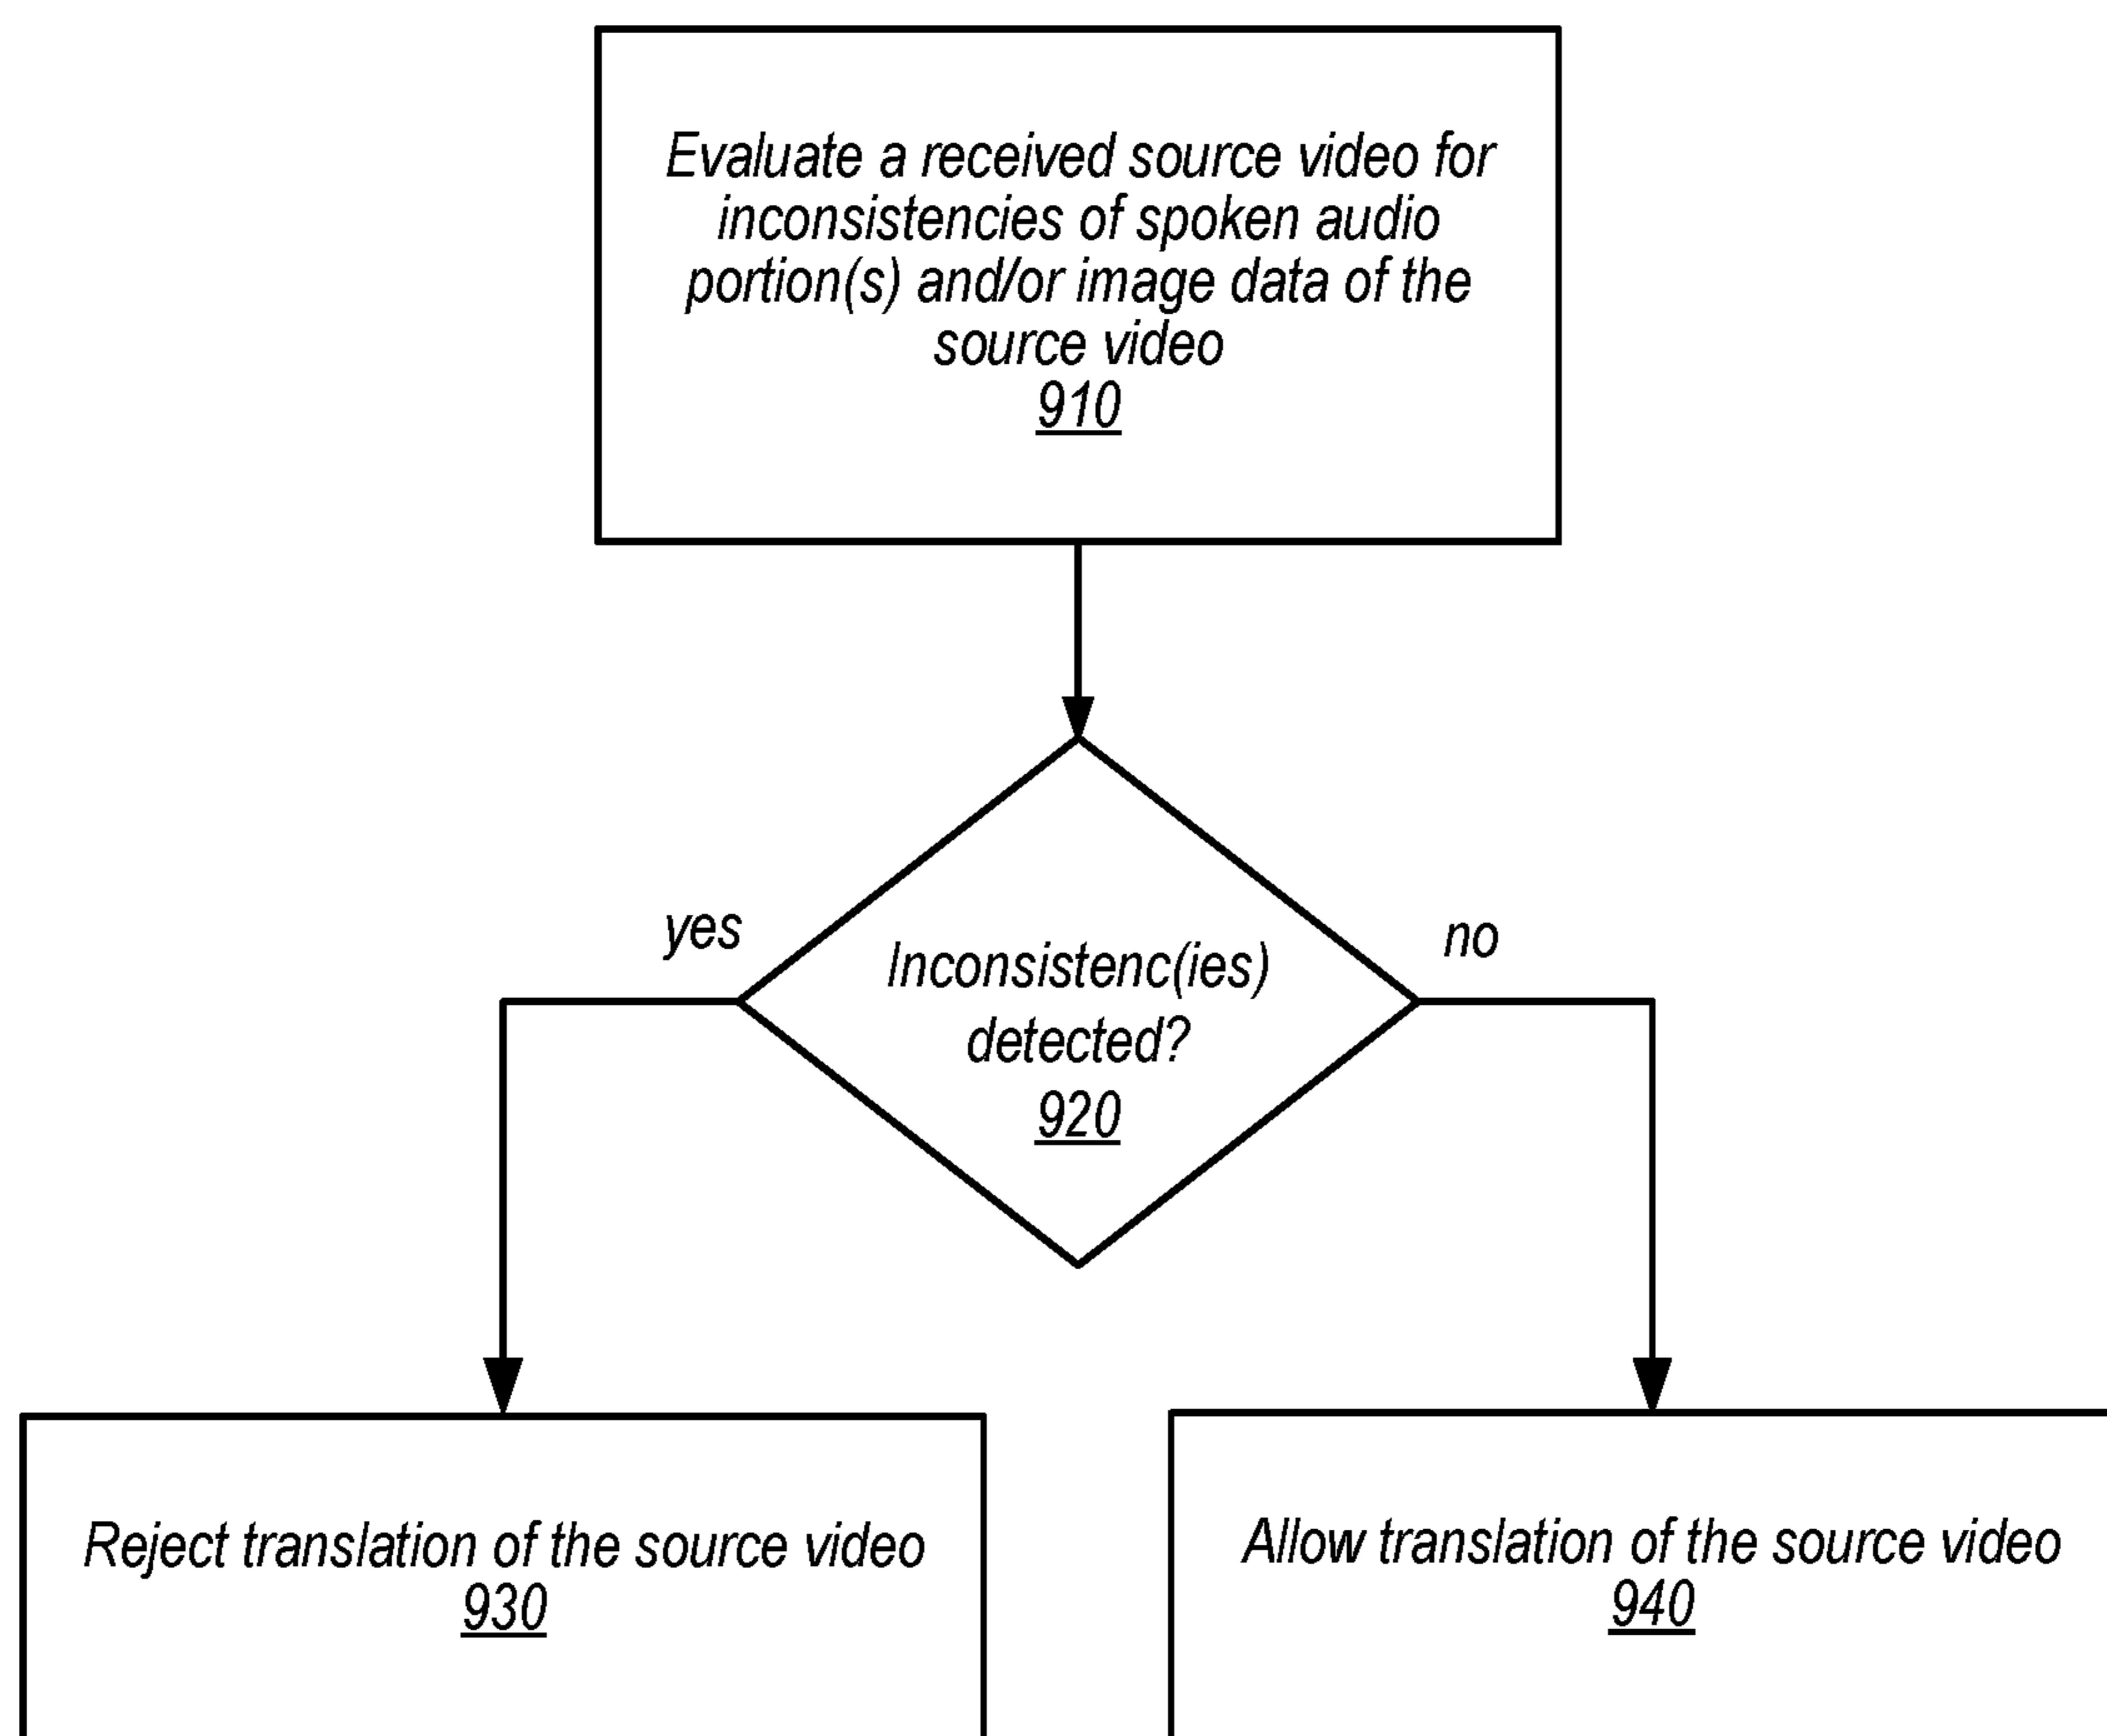 Evaluate a received source video for
inconsistencies of spoken audio
portion(s) and/or image data of the
source video
910
yes
no
Inconsistenc(ies)
detected?
920
Reject translation of the source video
930
Allow translation of the source video
940